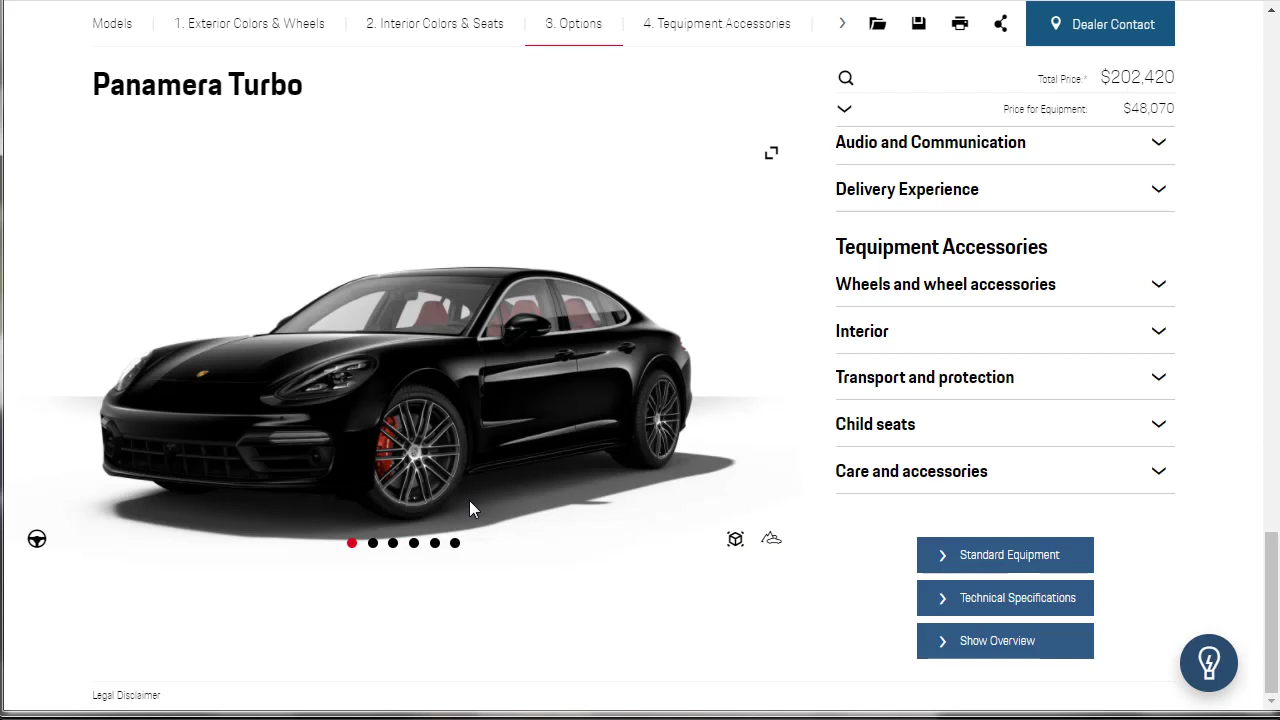 Models
1. Exterior Colors & Wheels
2. Interior Colors & Seats
3. Options
4. Tequipment Accessories
Dealer Contact
Panamera Turbo
Total Price:* $202,420
Price for Equipment: $48,070
Audio and Communication
Delivery Experience
Tequipment Accessories
Wheels and wheel accessories
Interior
Transport and protection
Child seats
Care and accessories
Standard Equipment
Technical Specifications
Show Overview
Legal Disclaimer